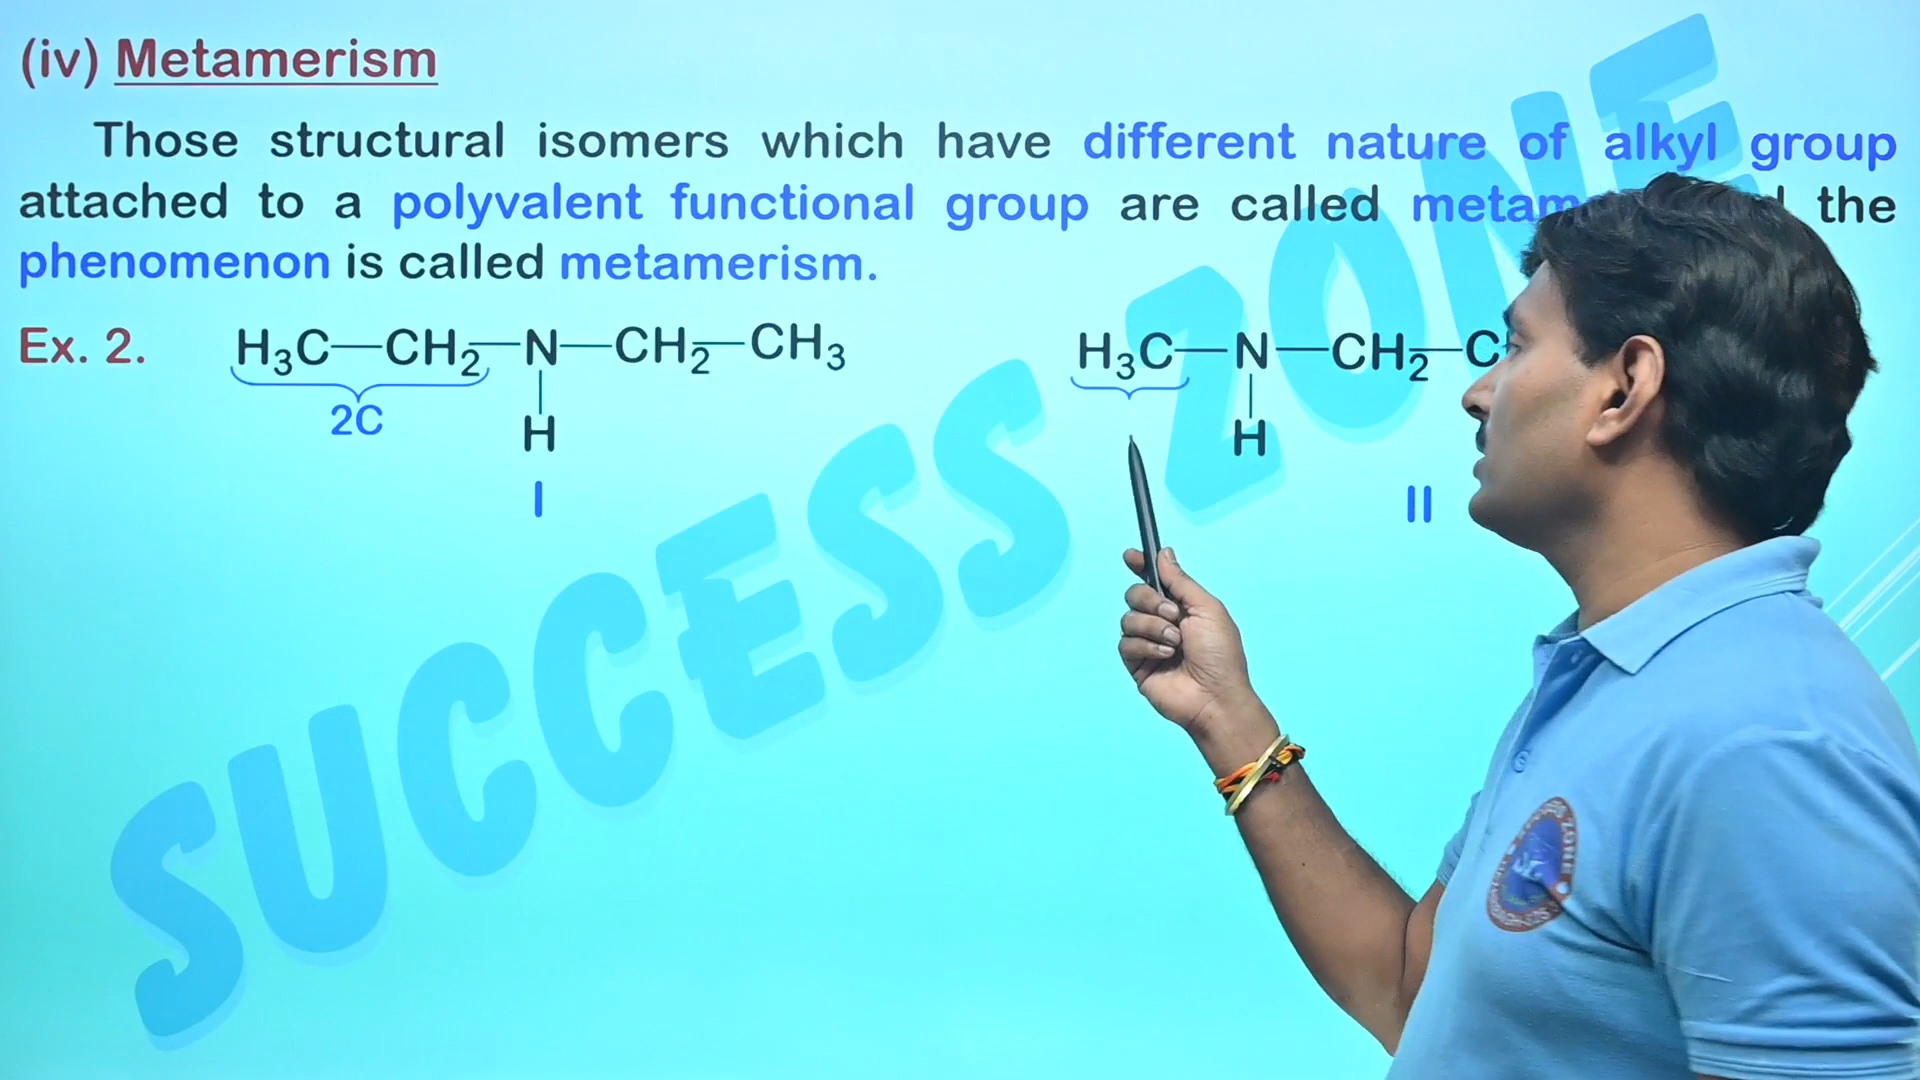 (iv) Metamerism
Those structural isomers which have different nature of alkyl group
attached to a polyvalent functional group are called the
phenomenon is called metamerism.
Ex. 2. H₃C—CH₂—N—CH₂—CH₃ H₃C—N—CH₂—C
2C H H
I II
SUCCESS ZONE